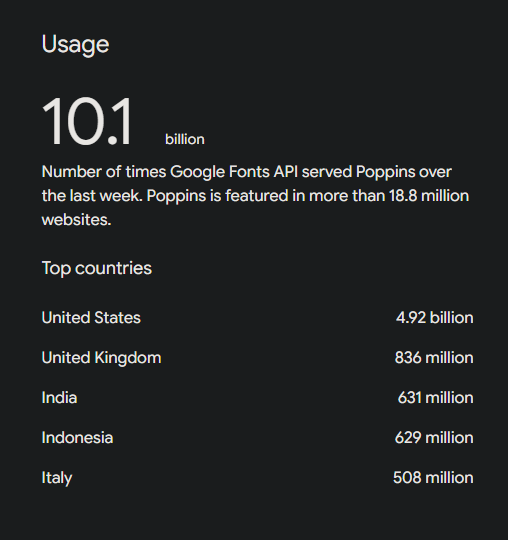 Usage
10.1 billion
Number of times Google Fonts API served Poppins over
the last week. Poppins is featured in more than 18.8 million
websites.
Top countries
United States 4.92 billion
United Kingdom 836 million
India 631 million
Indonesia 629 million
Italy 508 million